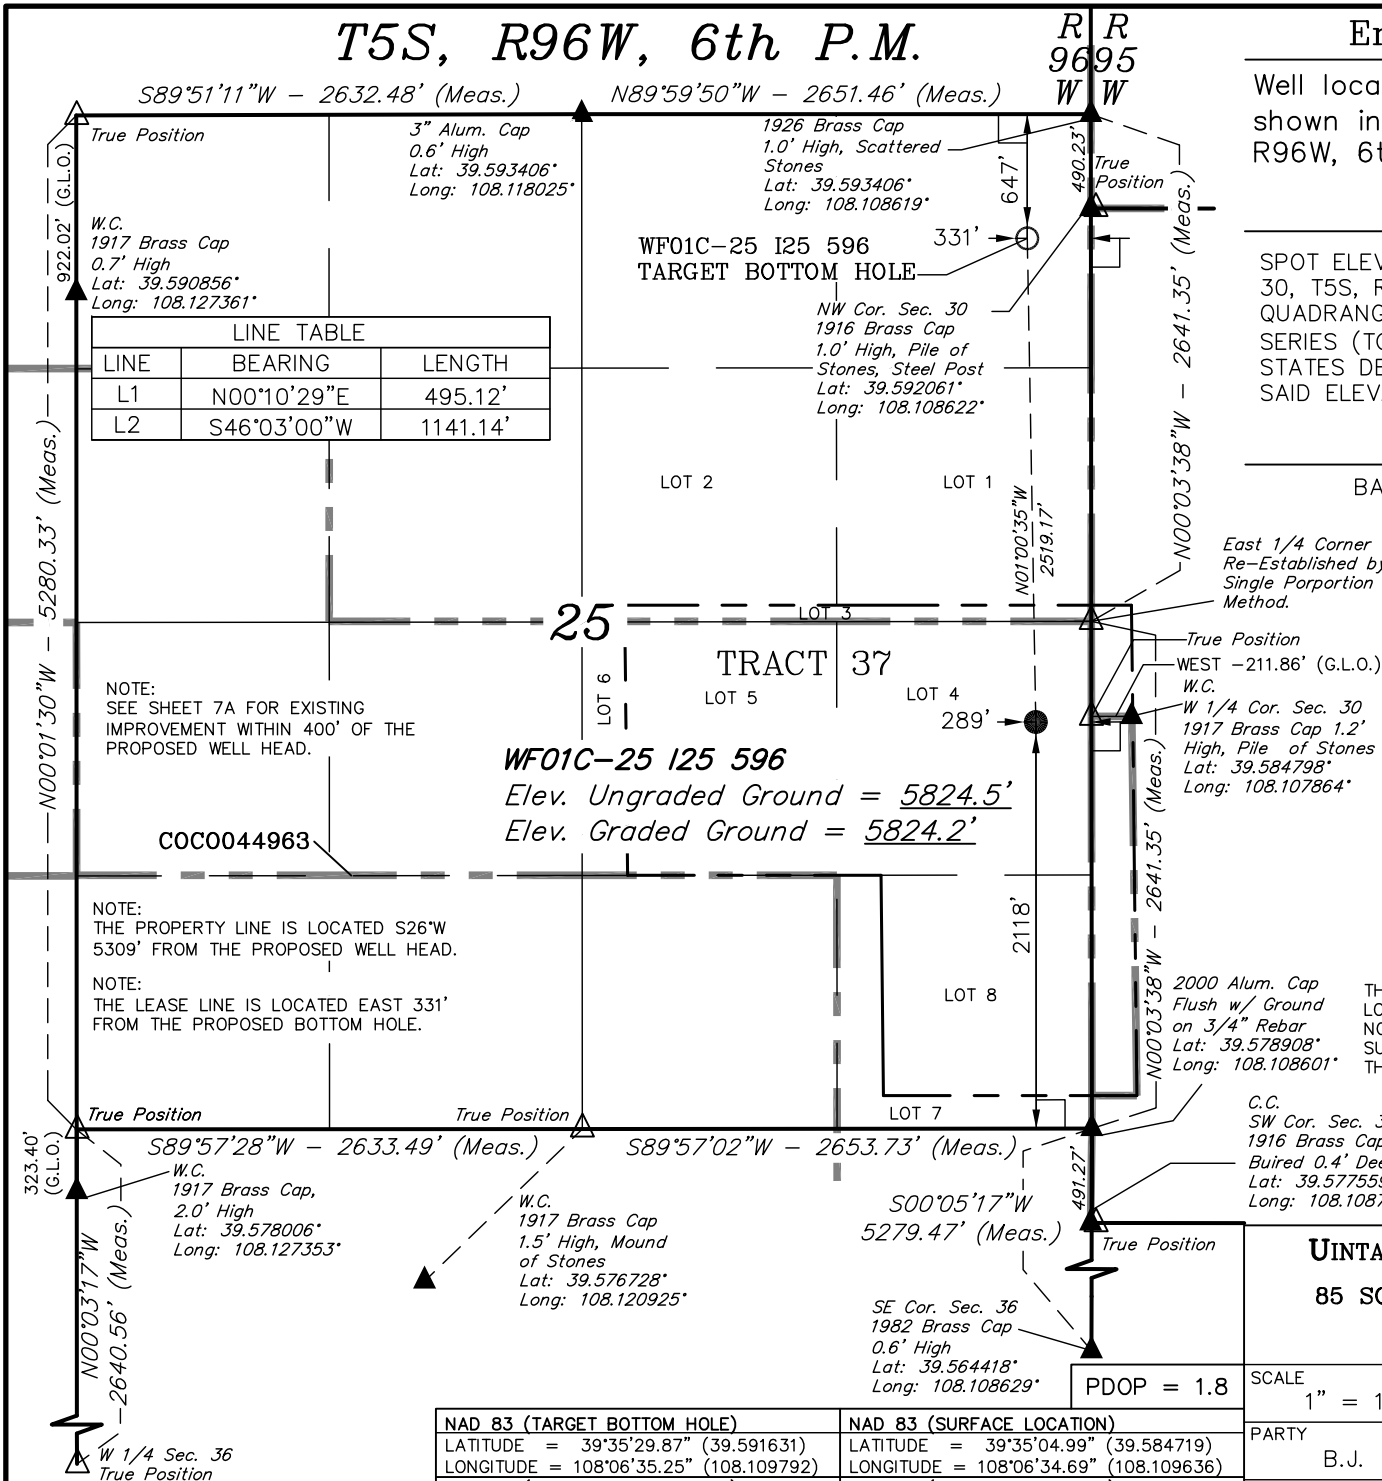 T5S, R96W, 6th P.M.
R R
96 95
W W
S89°51'11"W - 2632.48' (Meas.)
N89°59'50"W - 2651.46' (Meas.)
True Position
3" Alum. Cap
0.6' High
Lat: 39.593406°
Long: 108.118025°
1926 Brass Cap
1.0' High, Scattered
Stones
Lat: 39.593406°
Long: 108.108619°
647'
490.23'
True
Position
922.02' (G.L.O.)
W.C.
1917 Brass Cap
0.7' High
Lat: 39.590856°
Long: 108.127361°
WF01C-25 I25 596
TARGET BOTTOM HOLE
331'
NW Cor. Sec. 30
1916 Brass Cap
1.0' High, Pile of
Stones, Steel Post
Lat: 39.592061°
Long: 108.108622°
N00°03'38"W - 2641.35' (Meas.)
LINE TABLE
LINE BEARING LENGTH
L1 N00°10'29"E 495.12'
L2 S46°03'00"W 1141.14'
LOT 2
LOT 1
N01°00'35"W
2519.17'
N00°01'30"W - 5280.33' (Meas.)
East 1/4 Corner
Re-Established by
Single Porportion
Method.
25
LOT 3
TRACT 37
LOT 6
LOT 5
LOT 4
289'
True Position
WEST -211.86' (G.L.O.)
W.C.
W 1/4 Cor. Sec. 30
1917 Brass Cap 1.2'
High, Pile of Stones
Lat: 39.584798°
Long: 108.107864°
NOTE:
SEE SHEET 7A FOR EXISTING
IMPROVEMENT WITHIN 400' OF THE
PROPOSED WELL HEAD.
WF01C-25 I25 596
Elev. Ungraded Ground = 5824.5'
Elev. Graded Ground = 5824.2'
COC0044963
NOTE:
THE PROPERTY LINE IS LOCATED S26°W
5309' FROM THE PROPOSED WELL HEAD.
NOTE:
THE LEASE LINE IS LOCATED EAST 331'
FROM THE PROPOSED BOTTOM HOLE.
2118'
LOT 8
LOT 7
N00°03'38"W - 2641.35' (Meas.)
2000 Alum. Cap
Flush w/ Ground
on 3/4" Rebar
Lat: 39.578908°
Long: 108.108601°
True Position
True Position
S89°57'28"W - 2633.49' (Meas.)
S89°57'02"W - 2653.73' (Meas.)
323.40'
(G.L.O.)
W.C.
1917 Brass Cap,
2.0' High
Lat: 39.578006°
Long: 108.127353°
W.C.
1917 Brass Cap
1.5' High, Mound
of Stones
Lat: 39.576728°
Long: 108.120925°
S00°05'17"W
5279.47' (Meas.)
491.27'
C.C.
SW Cor. Sec. 3
1916 Brass Cap
Buired 0.4' Dee
Lat: 39.577559
Long: 108.1087
True Position
N00°03'17"W
2640.56' (Meas.)
SE Cor. Sec. 36
1982 Brass Cap
0.6' High
Lat: 39.564418°
Long: 108.108629°
W 1/4 Sec. 36
True Position
PDOP = 1.8
NAD 83 (TARGET BOTTOM HOLE)
LATITUDE = 39°35'29.87" (39.591631)
LONGITUDE = 108°06'35.25" (108.109792)
NAD 83 (SURFACE LOCATION)
LATITUDE = 39°35'04.99" (39.584719)
LONGITUDE = 108°06'34.69" (108.109636)
En
Well loca
shown in
R96W, 6t
SPOT ELEV
30, T5S, R
QUADRANG
SERIES (TO
STATES DE
SAID ELEV
BA
TH
LO
NO
SU
TH
UINTA
85 SO
SCALE
1" = 1
PARTY
B.J.